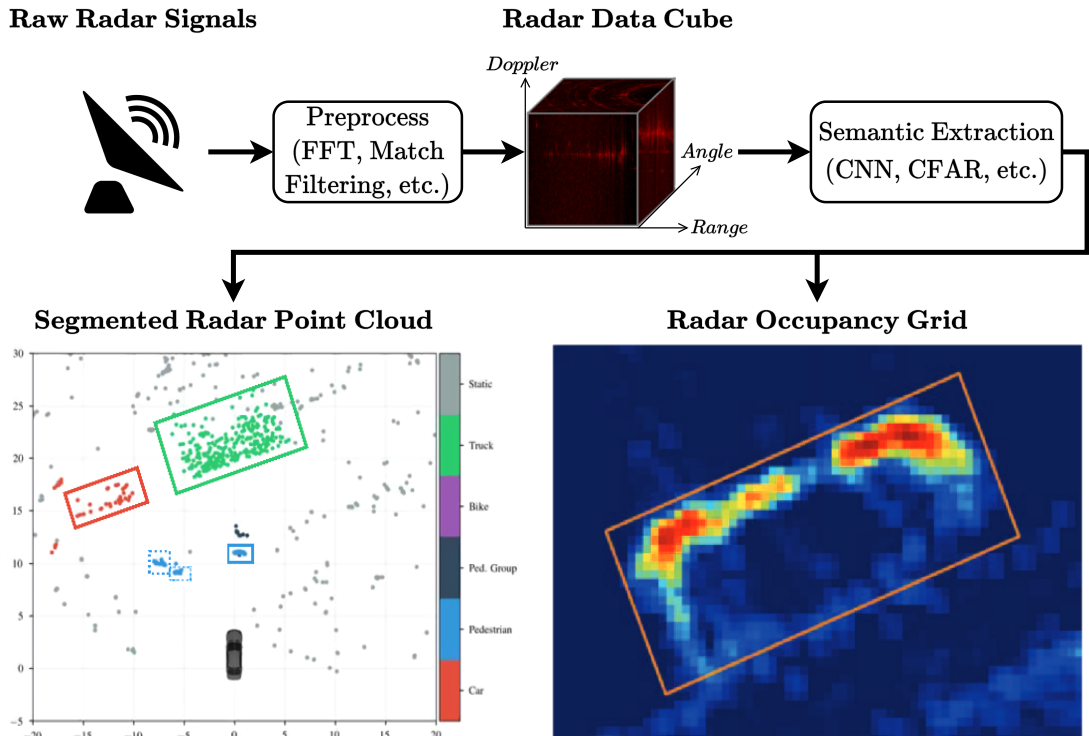 Raw Radar Signals
Radar Data Cube
Doppler
Preprocess
(FFT, Match
Filtering, etc.)
Angle
Range
Semantic Extraction
(CNN, CFAR, etc.)
Segmented Radar Point Cloud
Radar Occupancy Grid
30
25
20
15
10
5
0
−5
−20
−15
−10
−5
0
5
10
15
20
Static
Truck
Bike
Ped. Group
Pedestrian
Car